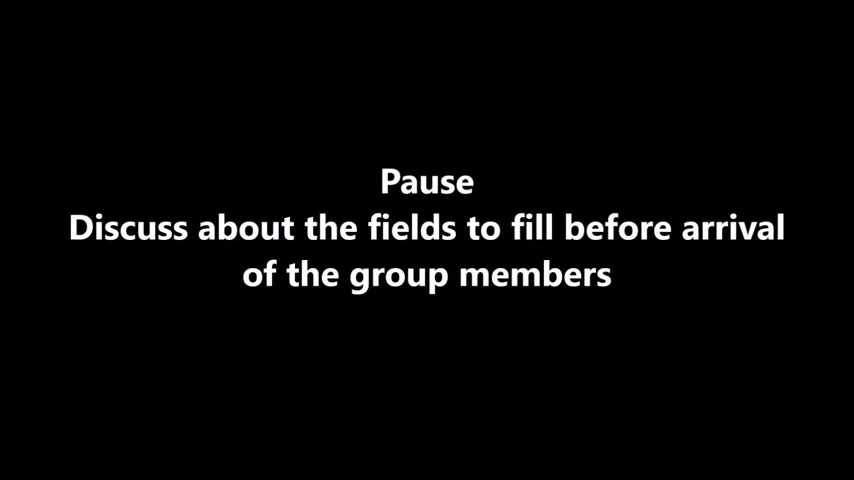 Pause
Discuss about the fields to fill before arrival
of the group members